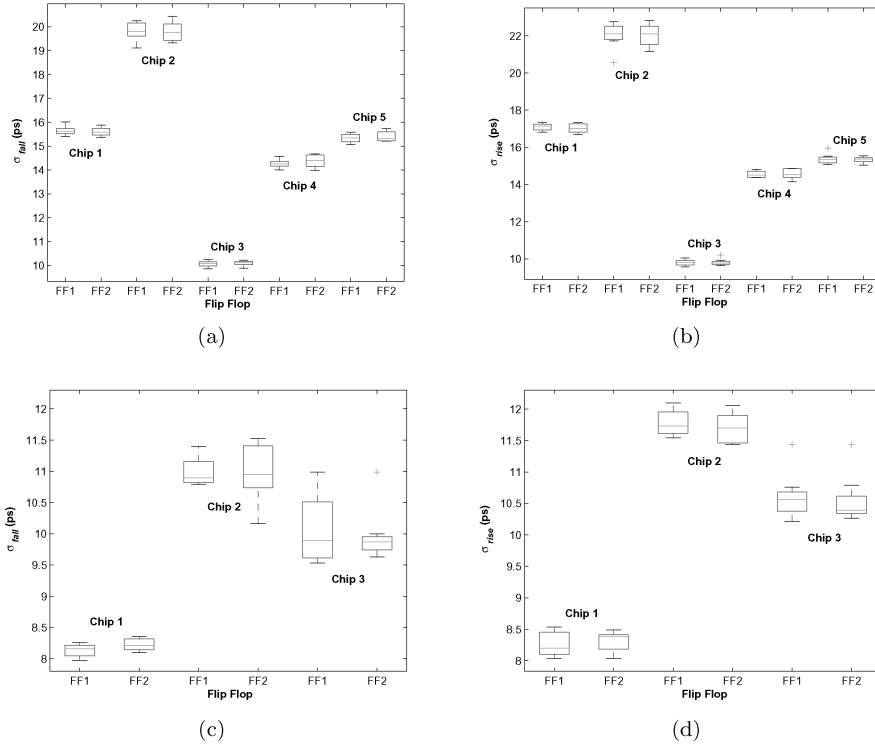 20
19
18
17
16
15
14
13
12
11
10
σ fall (ps)
Chip 1
Chip 2
Chip 3
Chip 4
Chip 5
FF1 FF2 FF1 FF2 FF1 FF2 FF1 FF2 FF1 FF2
Flip Flop
(a)
22
20
18
16
14
12
10
σ rise (ps)
Chip 1
Chip 2
Chip 3
Chip 4
Chip 5
FF1 FF2 FF1 FF2 FF1 FF2 FF1 FF2 FF1 FF2
Flip Flop
(b)
12
11.5
11
10.5
10
9.5
9
8.5
8
σ fall (ps)
Chip 1
Chip 2
Chip 3
FF1 FF2 FF1 FF2 FF1 FF2
Flip Flop
(c)
12
11.5
11
10.5
10
9.5
9
8.5
8
σ rise (ps)
Chip 1
Chip 2
Chip 3
FF1 FF2 FF1 FF2 FF1 FF2
Flip Flop
(d)